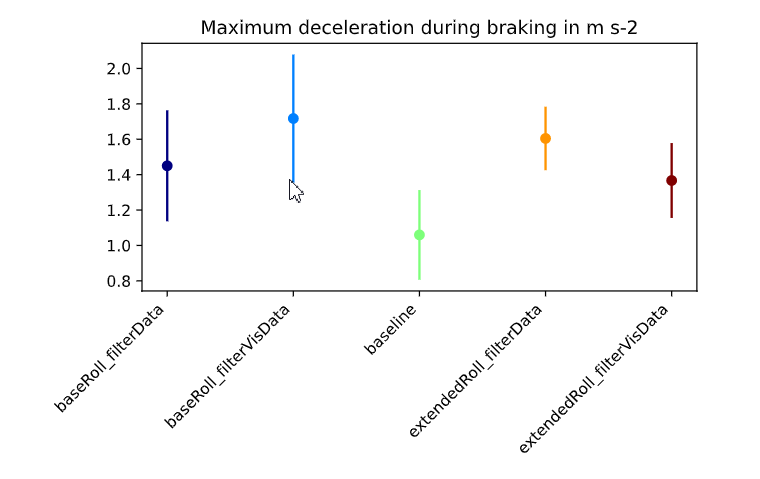 Maximum deceleration during braking in m s-2
2.0
1.8
1.6
1.4
1.2
1.0
0.8
baseRoll_filterData
baseRoll_filterVisData
baseline
extendedRoll_filterData
extendedRoll_filterVisData